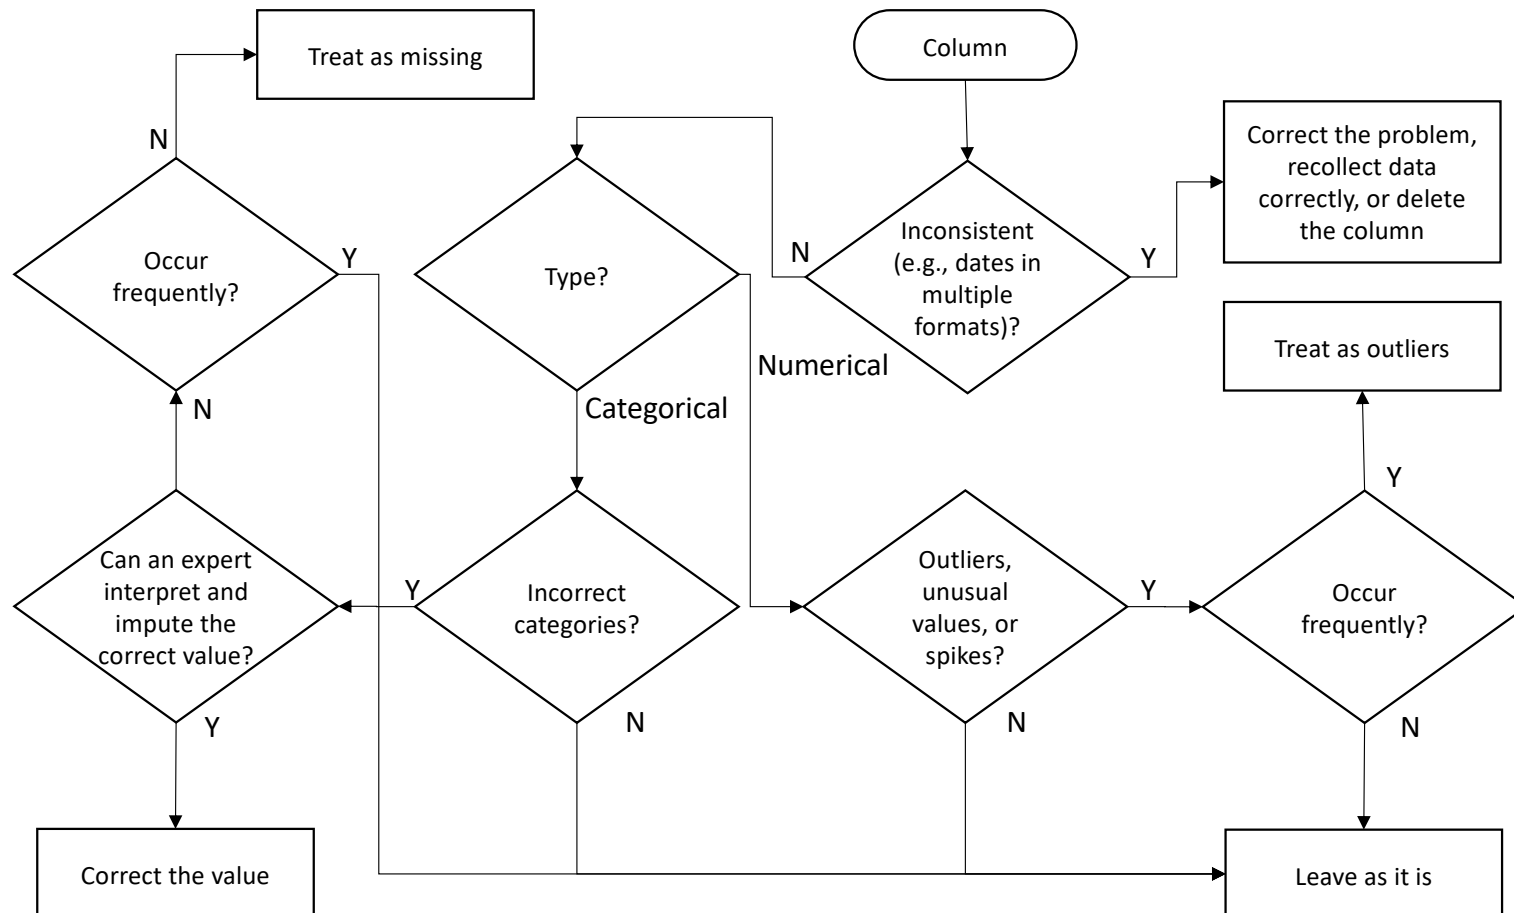 Treat as missing
Column
N
Correct the problem,
recollect data
correctly, or delete
the column
Occur
frequently?
Y
Type?
N
Inconsistent
(e.g., dates in
multiple
formats)?
Y
Treat as outliers
Numerical
Categorical
N
Y
Can an expert
interpret and
impute the
correct value?
Y
Incorrect
categories?
Outliers,
unusual
values, or
spikes?
Y
Occur
frequently?
Y
N
N
N
Correct the value
Leave as it is